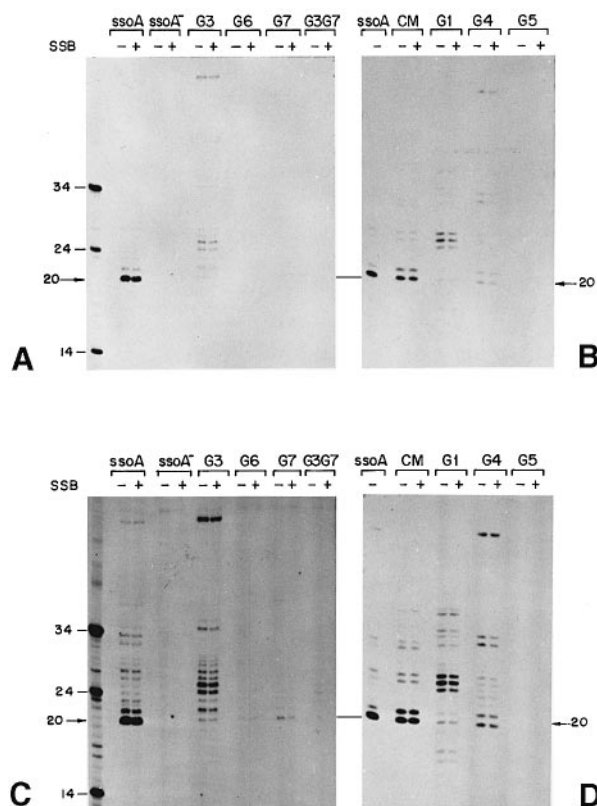 ssoA ssoA⁻ G3 G6 G7 G3G7
SSB - + - + - + - + - + - +
34
24
20
14
A
ssoA CM G1 G4 G5
- - + - + - + +
20
B
ssoA ssoA⁻ G3 G6 G7 G3G7
SSB - + - + - + - + - + - +
34
24
20
14
C
ssoA CM G1 G4 G5
- - + - + - + - +
20
D